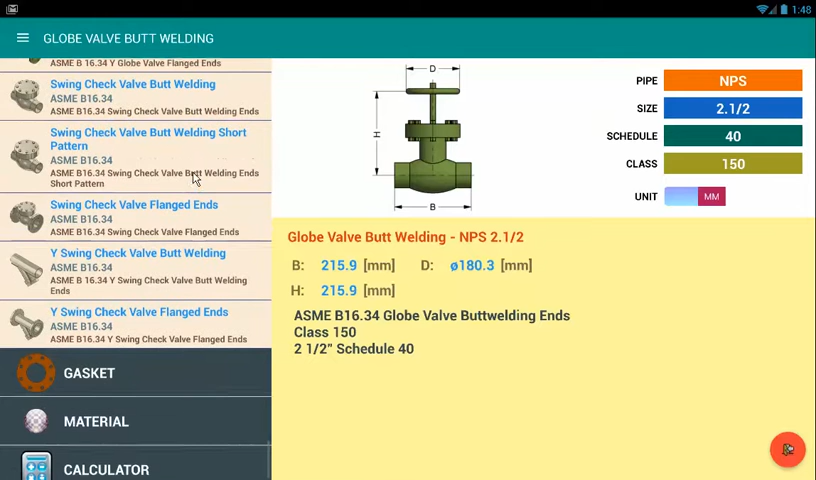 1:48
GLOBE VALVE BUTT WELDING
ASME B 16.34 Y Globe Valve Flanged Ends
Swing Check Valve Butt Welding
ASME B16.34
ASME B16.34 Swing Check Valve Butt Welding Ends
Swing Check Valve Butt Welding Short
Pattern
ASME B16.34
ASME B16.34 Swing Check Valve Butt Welding Ends
Short Pattern
Swing Check Valve Flanged Ends
ASME B16.34
ASME B16.34 Swing Check Valve Flanged Ends
Y Swing Check Valve Butt Welding
ASME B16.34
ASME B 16.34 Y Swing Check Valve Butt Welding
Ends
Y Swing Check Valve Flanged Ends
ASME B16.34
ASME B16.34 Y Swing Check Valve Flanged Ends
GASKET
MATERIAL
CALCULATOR
D
H
B
PIPE NPS
SIZE 2.1/2
SCHEDULE 40
CLASS 150
UNIT MM
Globe Valve Butt Welding - NPS 2.1/2
B: 215.9 [mm] D: ø180.3 [mm]
H: 215.9 [mm]
ASME B16.34 Globe Valve Buttwelding Ends
Class 150
2 1/2" Schedule 40